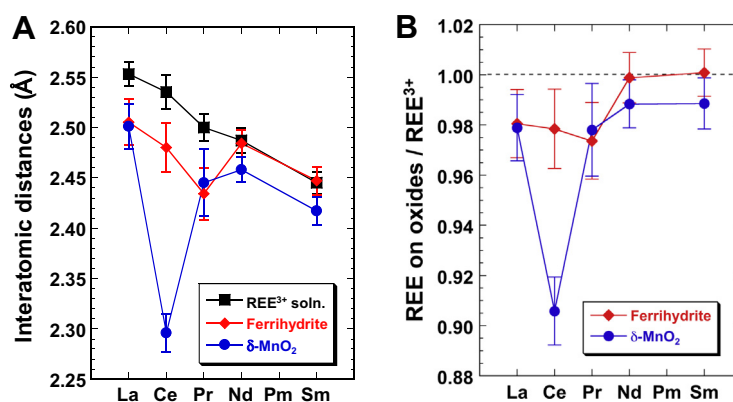 A
Interatomic distances (Å)
2.60
2.55
2.50
2.45
2.40
2.35
2.30
2.25
La Ce Pr Nd Pm Sm
REE³⁺ soln.
Ferrihydrite
δ-MnO₂
B
REE on oxides / REE³⁺
1.02
1.00
0.98
0.96
0.94
0.92
0.90
0.88
La Ce Pr Nd Pm Sm
Ferrihydrite
δ-MnO₂